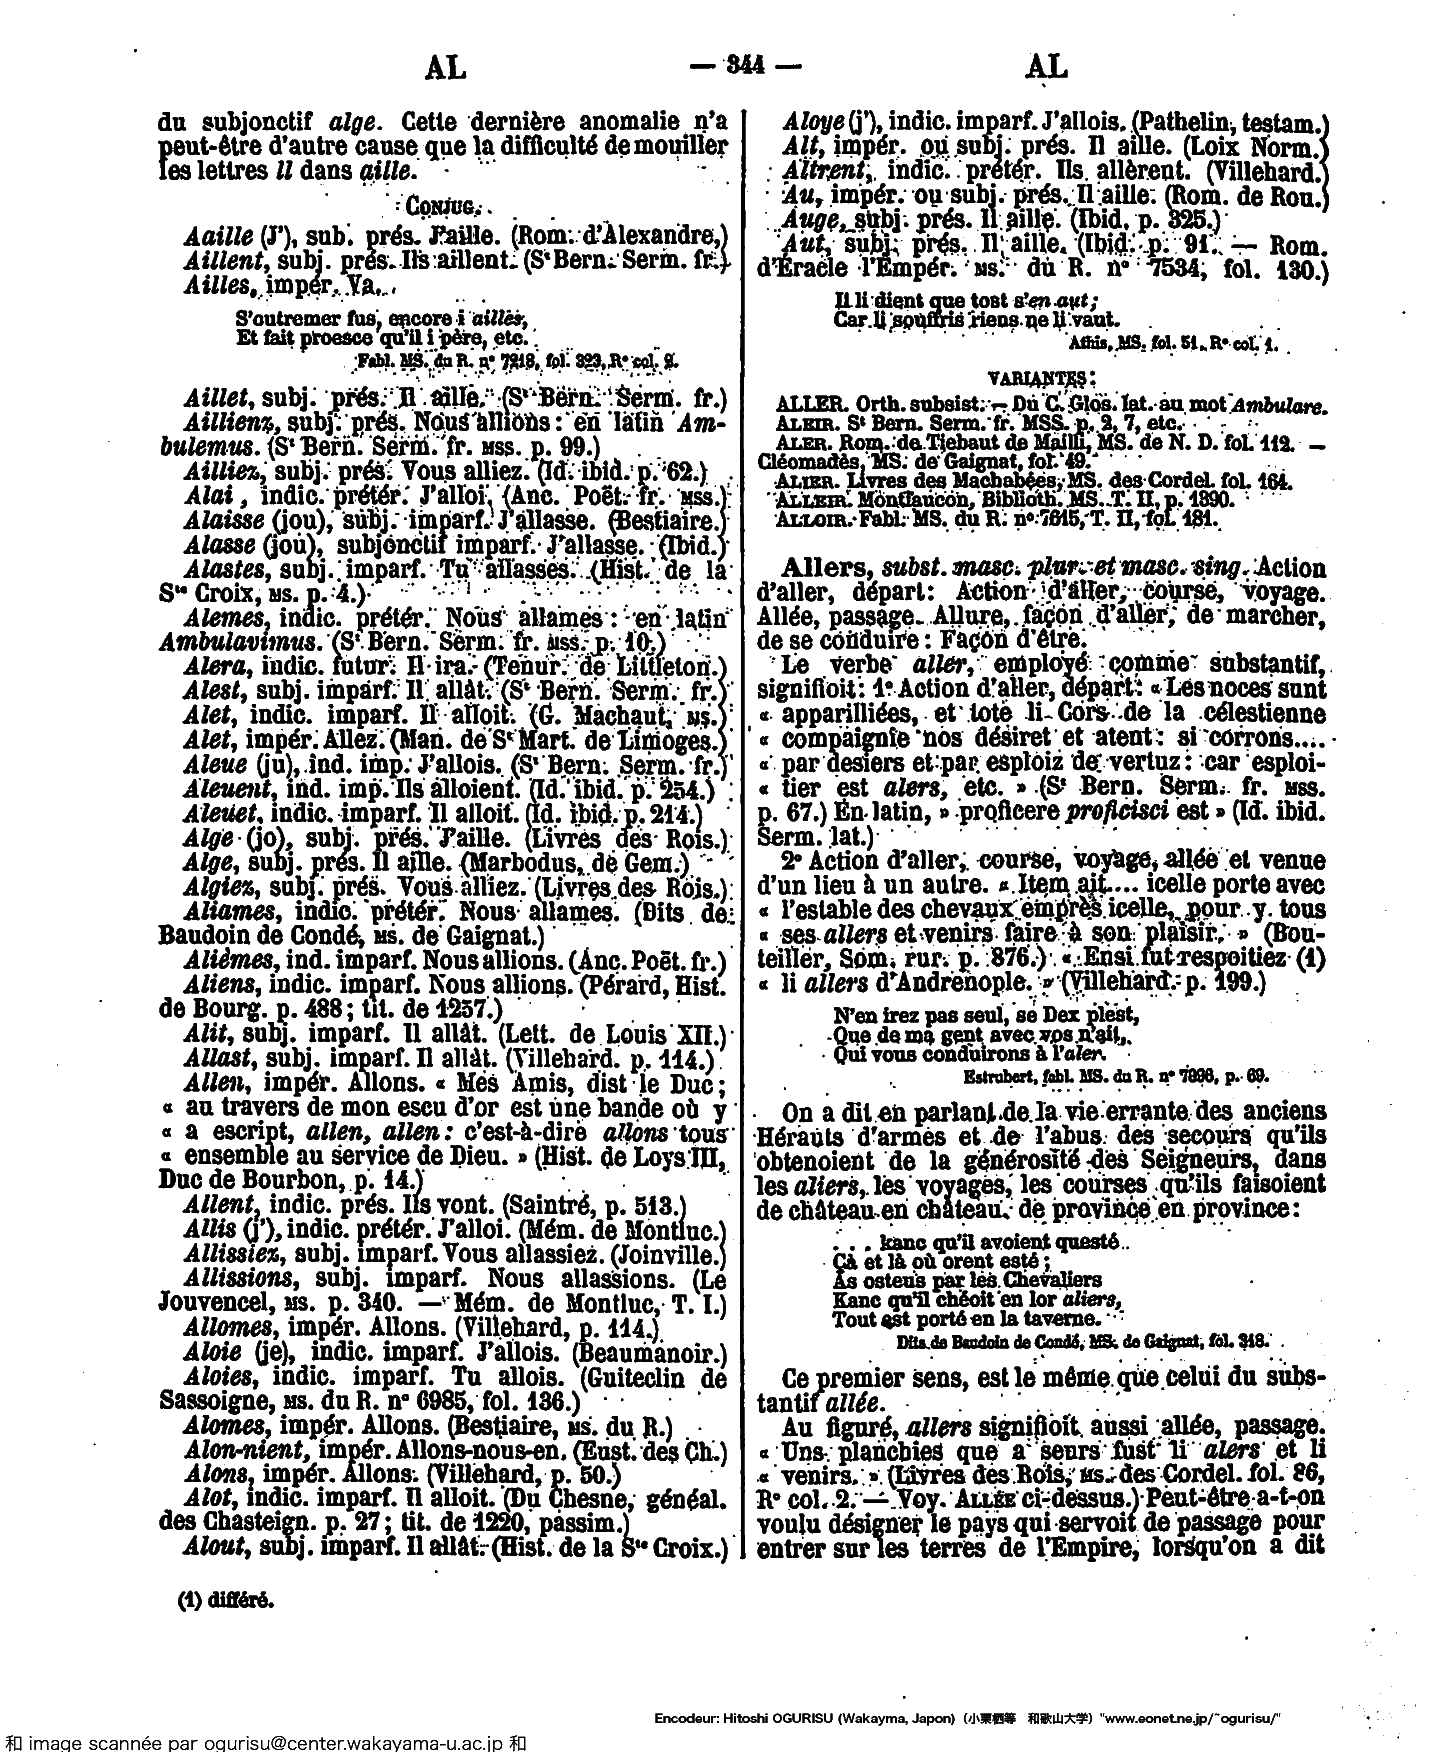 AL
— 344 —
AL
du subjonctif alge. Cette dernière anomalie n'a
peut-être d'autre cause que la difficulté de mouiller
les lettres ll dans aille.
CONJUG.
Aaille (J'), sub. prés. J'aille. (Rom. d'Alexandre,)
Aillent, subj. prés. Ils aillent. (St Bern. Serm. fr.)
Ailles, impér. Va.
S'outremer fus, encore i ailles,
Et fait proesce qu'il i père, etc.
Fabl. MS. du R. n° 7218, fol. 323, R° col. 2.
Aillet, subj. prés. Il aille. (St Bern. Serm. fr.)
Aillienz, subj. prés. Nous allions : en latin Am-
bulemus. (St Bern. Serm. fr. MSS. p. 99.)
Ailliez, subj. prés. Vous alliez. (Id. ibid. p. 62.)
Alai, indic. prétér. J'alloi. (Anc. Poët. fr. MSS.)
Alaisse (jou), subj. imparf. J'allasse. (Bestiaire.)
Alasse (jou), subjonctif imparf. J'allasse. (Ibid.)
Alastes, subj. imparf. Tu allasses. (Hist. de la
Ste Croix, MS. p. 4.)
Alemes, indic. prétér. Nous allames : en latin
Ambulavimus. (St Bern. Serm. fr. MSS. p. 10.)
Alera, indic. futur. Il ira. (Tenur. de Littleton.)
Alest, subj. imparf. Il allât. (St Bern. Serm. fr.)
Alet, indic. imparf. Il alloit. (G. Machaut, MS.)
Alet, impér. Allez. (Man. de St Mart. de Limoges.)
Aleue (ju), ind. imp. J'allois. (St Bern. Serm. fr.)
Aleuent, ind. imp. Ils alloient. (Id. ibid. p. 254.)
Aleuet, indic. imparf. Il alloit. (Id. ibid. p. 214.)
Alge (jo), subj. prés. J'aille. (Livres des Rois.)
Alge, subj. prés. Il aille. (Marbodus, de Gem.)
Algiez, subj. prés. Vous alliez. (Livres des Rois.)
Aliames, indic. prétér. Nous allames. (Dits de
Baudoin de Condé, MS. de Gaignat.)
Alièmes, ind. imparf. Nous allions. (Anc. Poët. fr.)
Aliens, indic. imparf. Nous allions. (Pérard, Hist.
de Bourg. p. 488 ; tit. de 1257.)
Alit, subj. imparf. Il allât. (Lett. de Louis XII.)
Allast, subj. imparf. Il allât. (Villehard. p. 114.)
Allen, impér. Allons. « Mes Amis, dist le Duc ;
« au travers de mon escu d'or est une bande où y
« a escript, allen, allen : c'est-à-dire allons tous
« ensemble au service de Dieu. » (Hist. de Loys III,
Duc de Bourbon, p. 14.)
Allent, indic. prés. Ils vont. (Saintré, p. 513.)
Allis (j'), indic. prétér. J'alloi. (Mém. de Montluc.)
Allissiez, subj. imparf. Vous allassiez. (Joinville.)
Allissions, subj. imparf. Nous allassions. (Le
Jouvencel, MS. p. 340. — Mém. de Montluc, T. I.)
Allomes, impér. Allons. (Villehard, p. 114.)
Aloie (je), indic. imparf. J'allois. (Beaumanoir.)
Aloies, indic. imparf. Tu allois. (Guiteclin de
Sassoigne, MS. du R. n° 6985, fol. 136.)
Alomes, impér. Allons. (Bestiaire, MS. du R.)
Alon-nient, impér. Allons-nous-en. (Eust. des Ch.)
Alons, impér. Allons. (Villehard, p. 50.)
Alot, indic. imparf. Il alloit. (Du Chesne, généal.
des Chasteign. p. 27 ; tit. de 1220, passim.)
Alout, subj. imparf. Il allât. (Hist. de la Ste Croix.)
(1) différé.
Aloye (j'), indic. imparf. J'allois. (Pathelin, testam.)
Alt, impér. ou subj. prés. Il aille. (Loix Norm.)
Altrent, indic. prétér. Ils allèrent. (Villehard.)
Au, impér. ou subj. prés. Il aille. (Rom. de Rou.)
Auge, subj. prés. Il aille. (Ibid. p. 325.)
Aut, subj. prés. Il aille. (Ibid. p. 91. — Rom.
d'Eracle l'Empér. MS. du R. n° 7534, fol. 130.)
Il li dient que tost s'en aut ;
Car li souffris riens ne li vaut.
Athis, MS. fol. 51, R° col. 1.
VARIANTES :
ALLER. Orth. subsist. — Du C. Glos. lat. au mot Ambulare.
ALEIR. St Bern. Serm. fr. MSS. p. 2, 7, etc.
ALER. Rom. de Tiebaut de Mailli, MS. de N. D. fol. 112. —
Cléomadès, MS. de Gaignat, fol. 49.
ALIER. Livres des Machabées, MS. des Cordel. fol. 164.
ALLEIR. Montfaucon, Biblioth. MS. T. II, p. 1390.
ALLOIR. Fabl. MS. du R. n° 7615, T. II, fol. 181.
Allers, subst. masc. plur. et masc. sing. Action
d'aller, départ : Action d'aller, course, voyage.
Allée, passage. Allure, façon d'aller, de marcher,
de se conduire : Façon d'être.
Le verbe aller, employé comme substantif,
signifioit : 1° Action d'aller, départ : « Les noces sunt
« apparilliées, et tote li Cors de la célestienne
« compaignie nos désiret et atent : si corrons....
« par desiers et par esploiz de vertuz : car esploi-
« tier est alers, etc. » (St Bern. Serm. fr. MSS.
p. 67.) En latin, » proficere proficisci est » (Id. ibid.
Serm. lat.)
2° Action d'aller, course, voyage, allée et venue
d'un lieu à un autre. « Item ait.... icelle porte avec
« l'estable des chevaux emprès icelle, pour y tous
« ses allers et venirs faire à son plaisir. » (Bou-
teiller, Som. rur. p. 876.) « Ensi fut respoitiez (1)
« li allers d'Andrenople. » (Villehard. p. 199.)
N'en irez pas seul, se Dex plest,
Que de ma gent avec vos n'ait,
Qui vous conduirons à l'aler.
Estrubert, fabl. MS. du R. n° 7996, p. 69.
On a dit en parlant de la vie errante des anciens
Hérauts d'armes et de l'abus des secours qu'ils
obtenoient de la générosité des Seigneurs, dans
les aliers, les voyages, les courses qu'ils faisoient
de château en château, de province en province :
. . . kanc qu'il avoient questé
Çà et là où orent esté ;
As osteus par les Chevaliers
Kanc qu'il chéoit en lor aliers,
Tout est porté en la taverne.
Dits de Baudoin de Condé, MS. de Gaignat, fol. 318.
Ce premier sens, est le même que celui du subs-
tantif allée.
Au figuré, allers signifioit aussi allée, passage.
« Uns planchies que a seurs fust li alers et li
« venirs. » (Livres des Rois, MS. des Cordel. fol. 86,
R° col. 2. — Voy. ALLÉE ci-dessus.) Peut-être a-t-on
voulu désigner le pays qui servoit de passage pour
entrer sur les terres de l'Empire, lorsqu'on a dit
Encodeur: Hitoshi OGURISU (Wakayma, Japon) (小栗栖等 和歌山大学) "www.eonet.ne.jp/~ogurisu/"
和 image scannée par ogurisu@center.wakayama-u.ac.jp 和